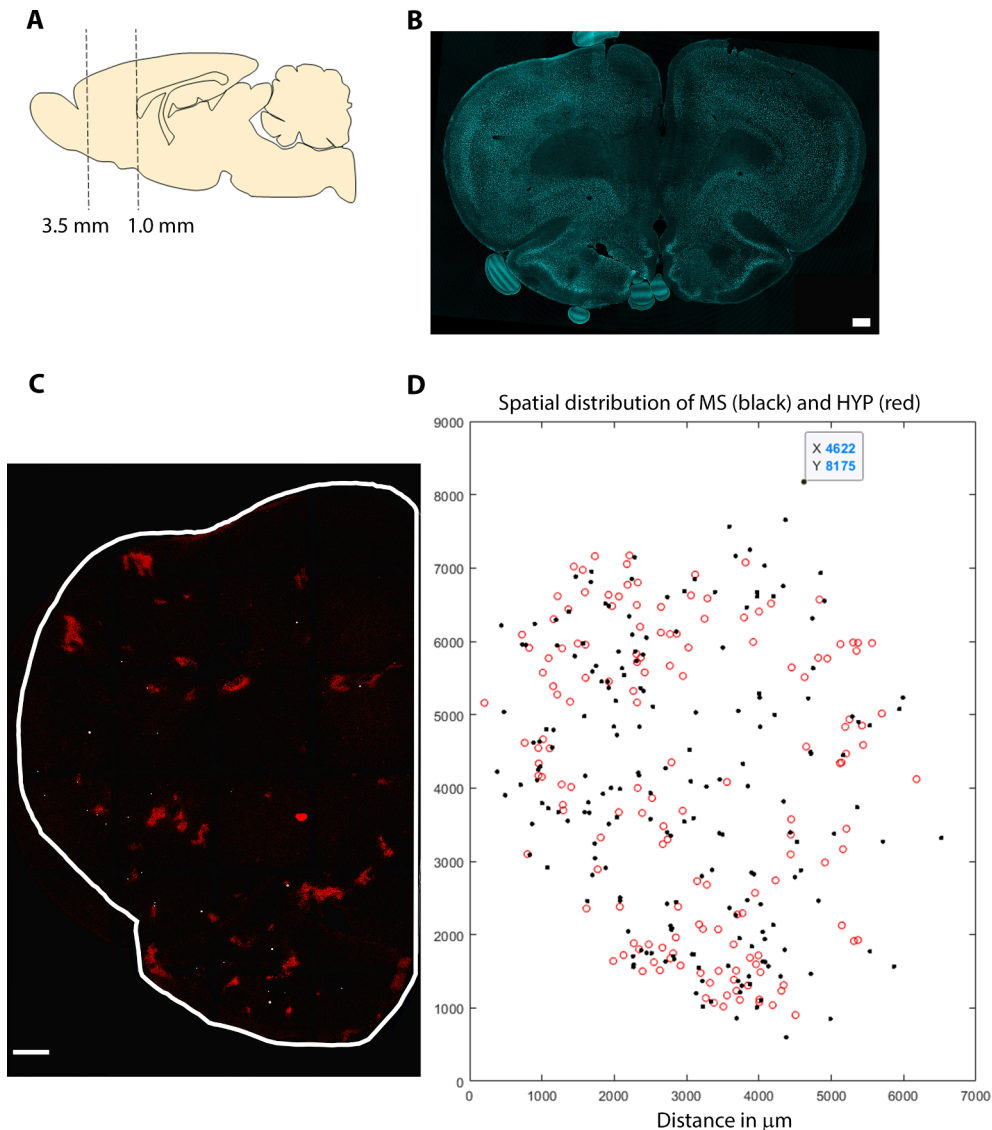 A
3.5 mm 1.0 mm
B
C
D
Spatial distribution of MS (black) and HYP (red)
X 4622
Y 8175
9000
8000
7000
6000
5000
4000
3000
2000
1000
0
0 1000 2000 3000 4000 5000 6000 7000
Distance in μm